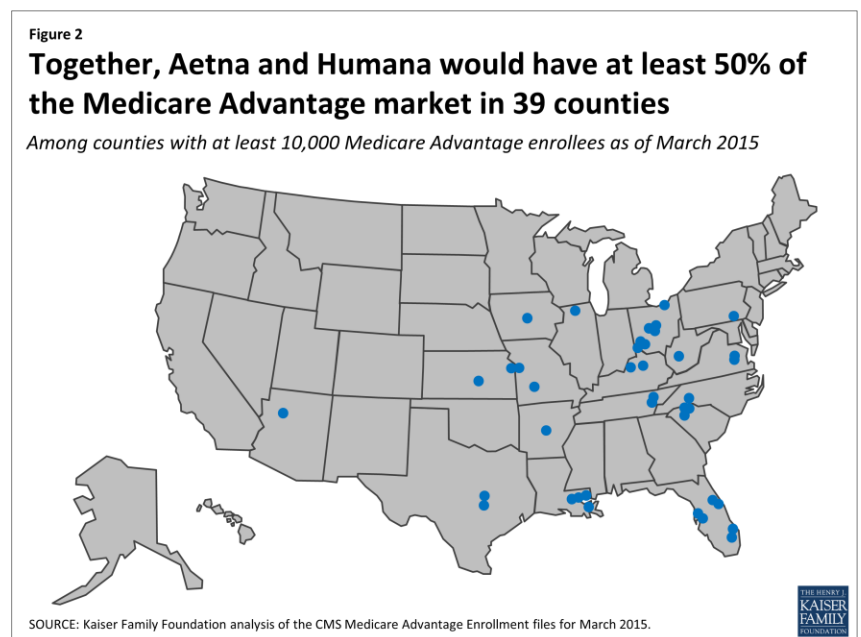 Figure 2
Together, Aetna and Humana would have at least 50% of
the Medicare Advantage market in 39 counties
Among counties with at least 10,000 Medicare Advantage enrollees as of March 2015
SOURCE: Kaiser Family Foundation analysis of the CMS Medicare Advantage Enrollment files for March 2015.
THE HENRY J.
KAISER
FAMILY
FOUNDATION